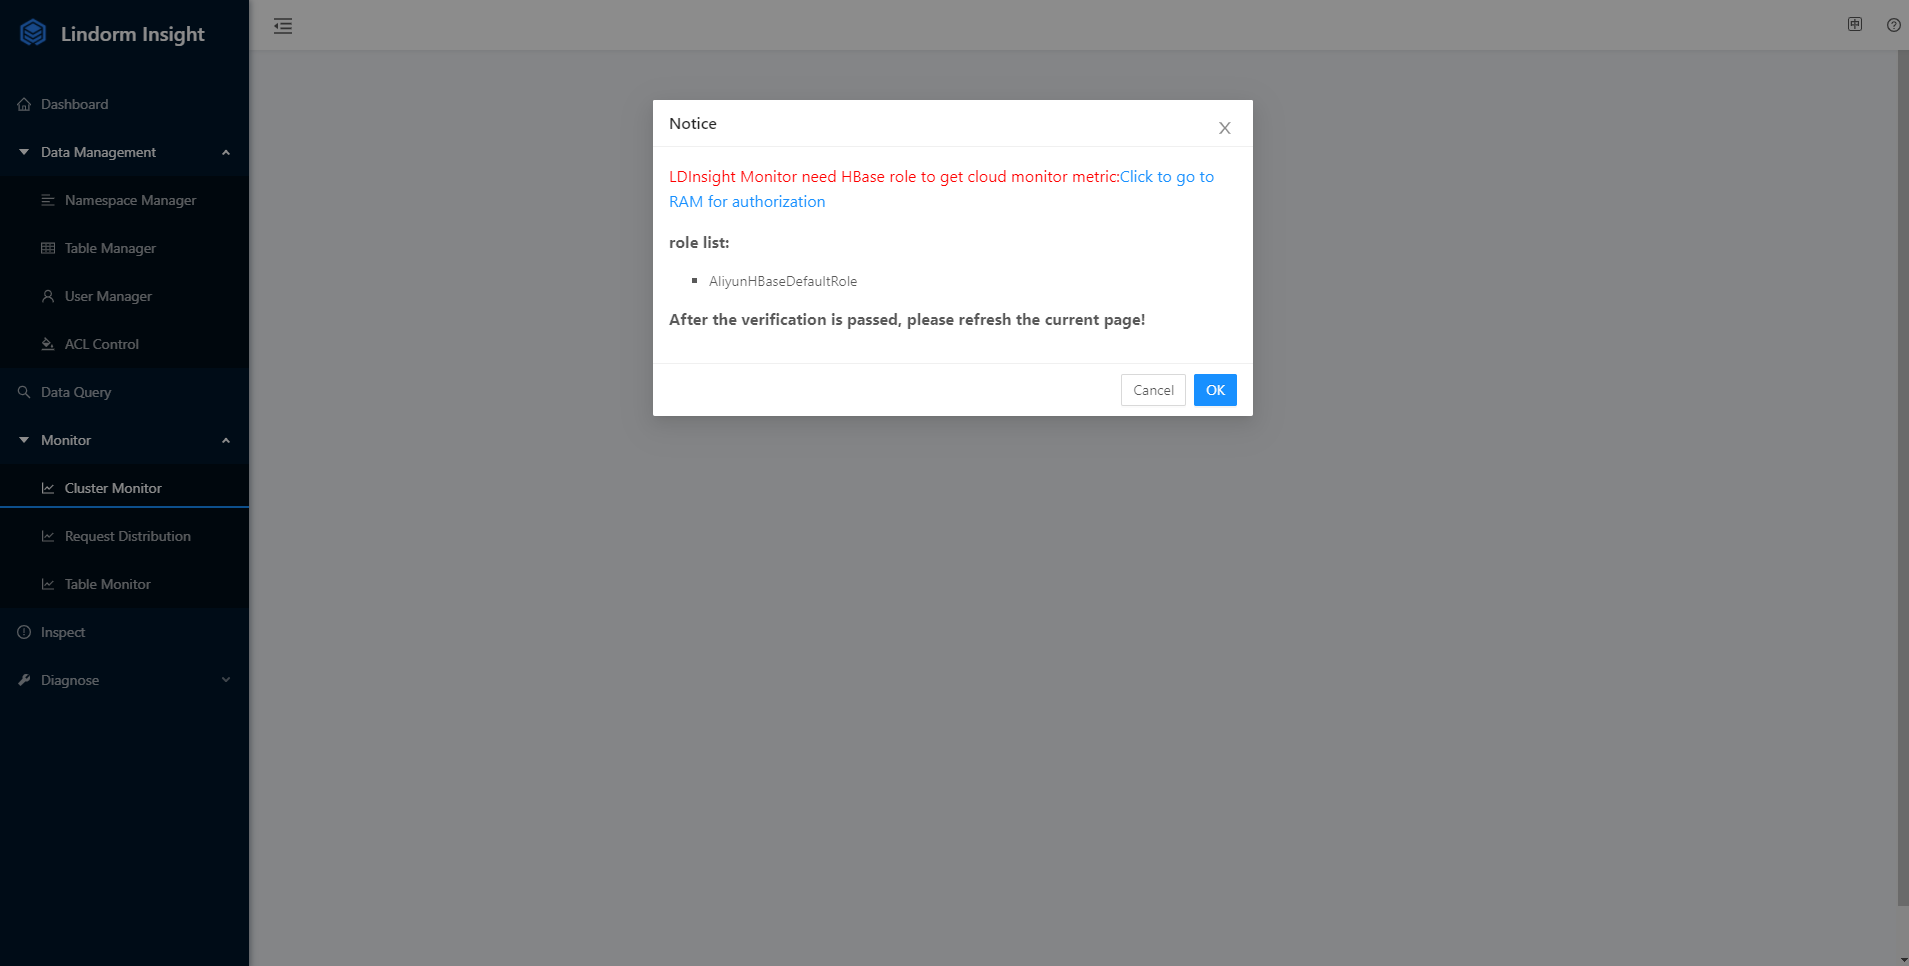 Lindorm Insight
Dashboard
Data Management
Namespace Manager
Table Manager
User Manager
ACL Control
Data Query
Monitor
Cluster Monitor
Request Distribution
Table Monitor
Inspect
Diagnose
中
Notice
LDInsight Monitor need HBase role to get cloud monitor metric:Click to go to
RAM for authorization
role list:
AliyunHBaseDefaultRole
After the verification is passed, please refresh the current page!
Cancel
OK